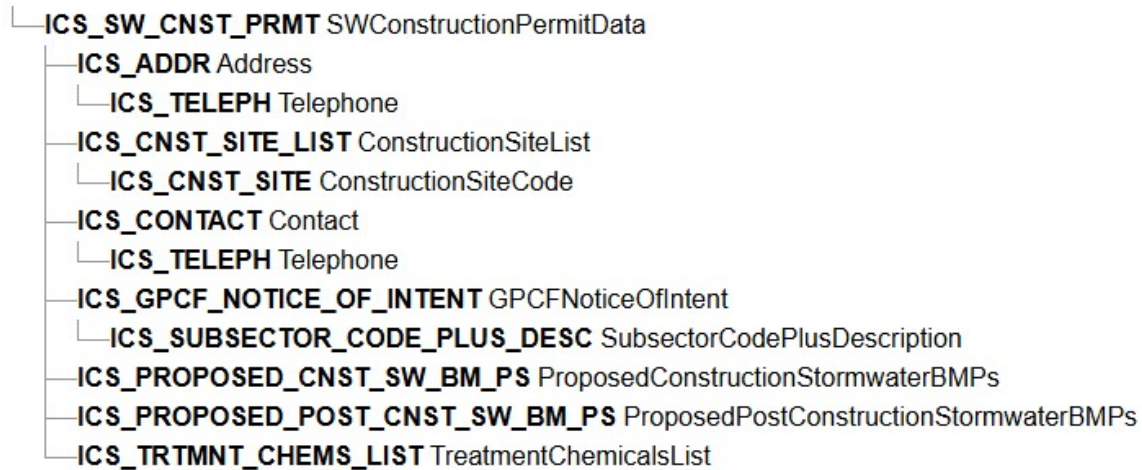 ICS_SW_CNST_PRMT SWConstructionPermitData
ICS_ADDR Address
ICS_TELEPH Telephone
ICS_CNST_SITE_LIST ConstructionSiteList
ICS_CNST_SITE ConstructionSiteCode
ICS_CONTACT Contact
ICS_TELEPH Telephone
ICS_GPCF_NOTICE_OF_INTENT GPCFNoticeOfIntent
ICS_SUBSECTOR_CODE_PLUS_DESC SubsectorCodePlusDescription
ICS_PROPOSED_CNST_SW_BM_PS ProposedConstructionStormwaterBMPs
ICS_PROPOSED_POST_CNST_SW_BM_PS ProposedPostConstructionStormwaterBMPs
ICS_TRTMNT_CHEMS_LIST TreatmentChemicalsList